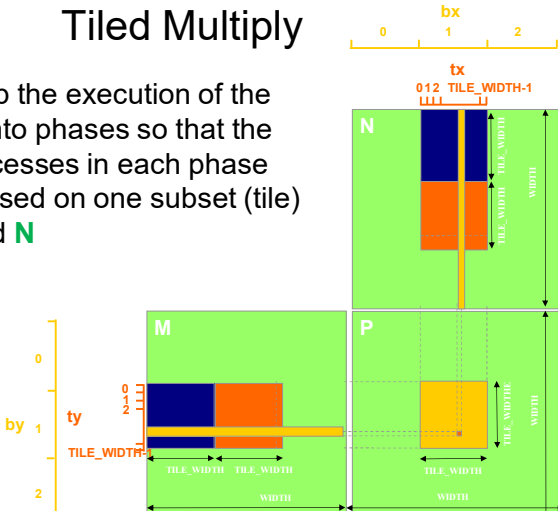 Tiled Multiply
bx
0 1 2
tx
0 1 2 TILE_WIDTH-1
the execution of the
nto phases so that the
cesses in each phase
sed on one subset (tile)
d N
N
TILE_WIDTH
TILE_WIDTH
WIDTH
M
P
0
1
2
by
ty
0
1
2
TILE_WIDTH-1
TILE_WIDTH TILE_WIDTH
WIDTH
TILE_WIDTHE
WIDTH
TILE_WIDTH
WIDTH